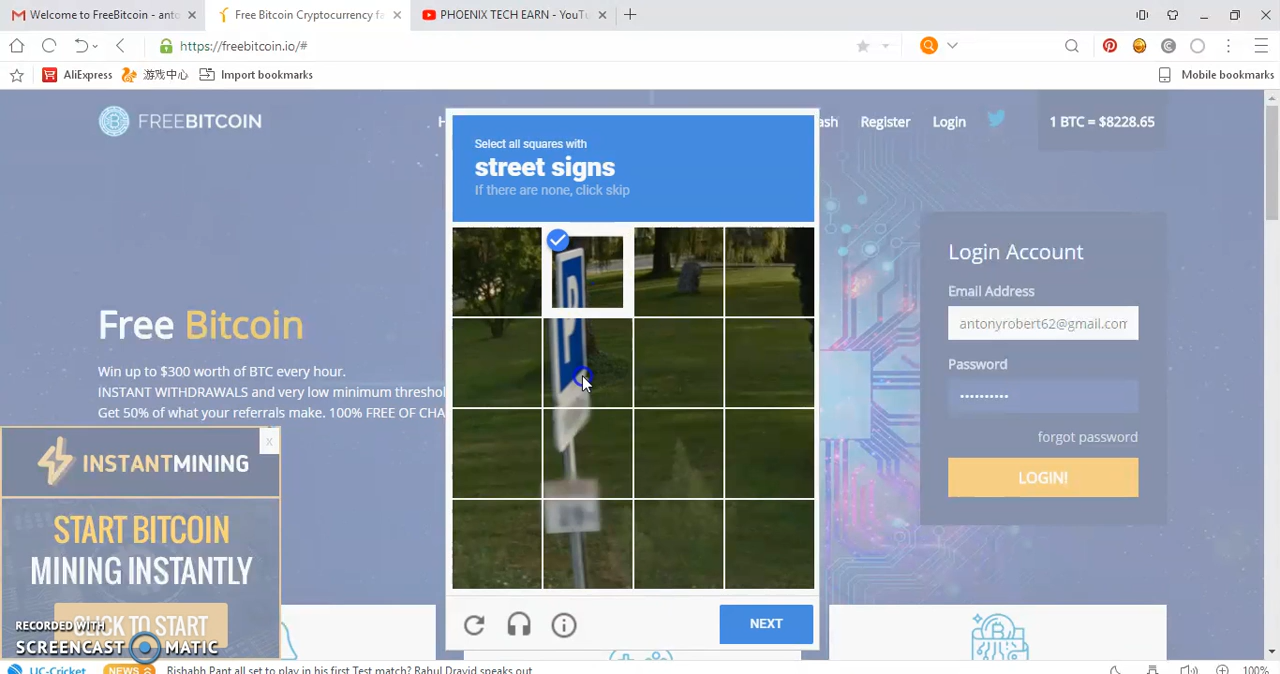 Welcome to FreeBitcoin - anto
Free Bitcoin Cryptocurrency fa
PHOENIX TECH EARN - YouTu
https://freebitcoin.io/#
AliExpress
游戏中心
Import bookmarks
Mobile bookmarks
FREEBITCOIN
H
ash
Register
Login
1 BTC = $8228.65
Select all squares with
street signs
If there are none, click skip
P
P
Free Bitcoin
Win up to $300 worth of BTC every hour.
INSTANT WITHDRAWALS and very low minimum threshol
Get 50% of what your referrals make. 100% FREE OF CHA
Login Account
Email Address
antonyrobert62@gmail.com
Password
forgot password
LOGIN!
x
INSTANTMINING
START BITCOIN
MINING INSTANTLY
CLICK TO START
RECORDED WITH
SCREENCAST MATIC
NEXT
UC-Cricket
NEWS
Rishabh Pant all set to play in his first Test match? Rahul Dravid speaks out
100%